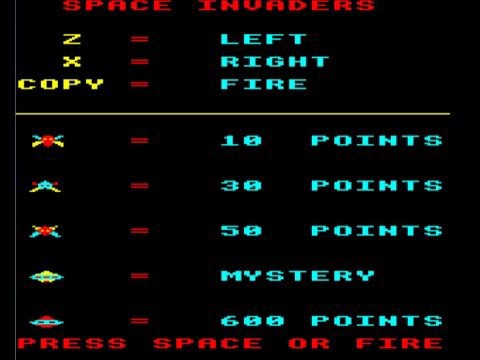 SPACE INVADERS
Z = LEFT
X = RIGHT
COPY = FIRE
= 10 POINTS
= 30 POINTS
= 50 POINTS
= MYSTERY
= 600 POINTS
PRESS SPACE OR FIRE